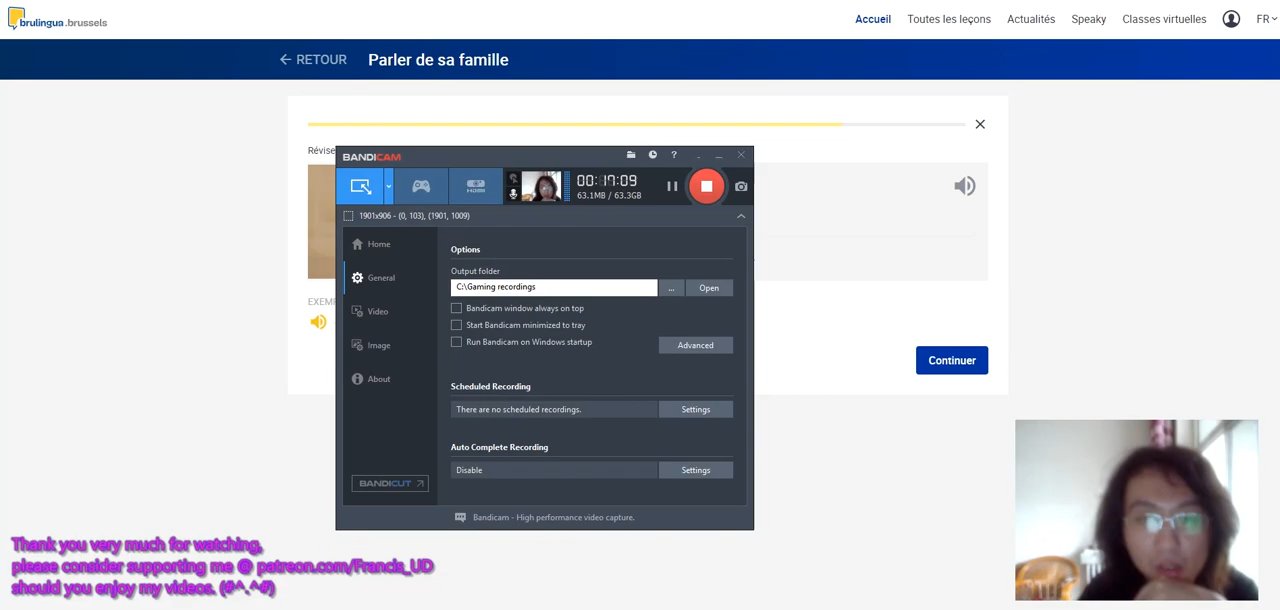 brulingua.brussels
Accueil
Toutes les leçons
Actualités
Speaky
Classes virtuelles
FR
RETOUR
Parler de sa famille
Révise
EXEM
BANDICAM
?
HDMI
00:17:09
63.1MB / 63.3GB
1901x906 - (0, 103), (1901, 1009)
Home
General
Video
Image
About
BANDICUT
Options
Output folder
C:\Gaming recordings
...
Open
Bandicam window always on top
Start Bandicam minimized to tray
Run Bandicam on Windows startup
Advanced
Scheduled Recording
There are no scheduled recordings.
Settings
Auto Complete Recording
Disable
Settings
Bandicam - High performance video capture.
Continuer
Thank you very much for watching,
please consider supporting me @ patreon.com/Francis_UD
should you enjoy my videos. (#^.^#)